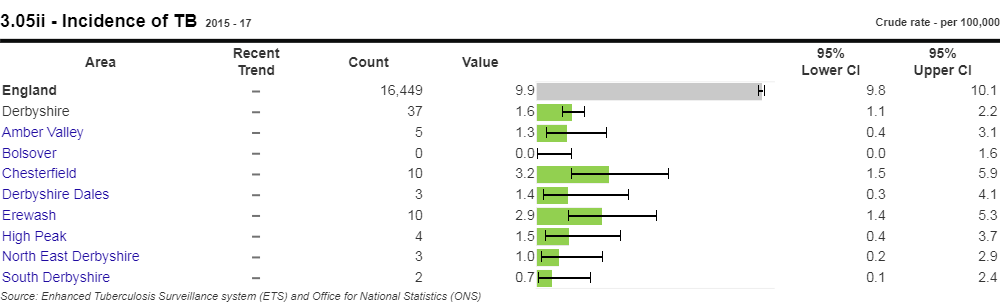 3.05ii - Incidence of TB 2015 - 17 Crude rate - per 100,000
Area Recent Trend Count Value 95% Lower CI 95% Upper CI
England – 16,449 9.9 9.8 10.1
Derbyshire – 37 1.6 1.1 2.2
Amber Valley – 5 1.3 0.4 3.1
Bolsover – 0 0.0 0.0 1.6
Chesterfield – 10 3.2 1.5 5.9
Derbyshire Dales – 3 1.4 0.3 4.1
Erewash – 10 2.9 1.4 5.3
High Peak – 4 1.5 0.4 3.7
North East Derbyshire – 3 1.0 0.2 2.9
South Derbyshire – 2 0.7 0.1 2.4
Source: Enhanced Tuberculosis Surveillance system (ETS) and Office for National Statistics (ONS)